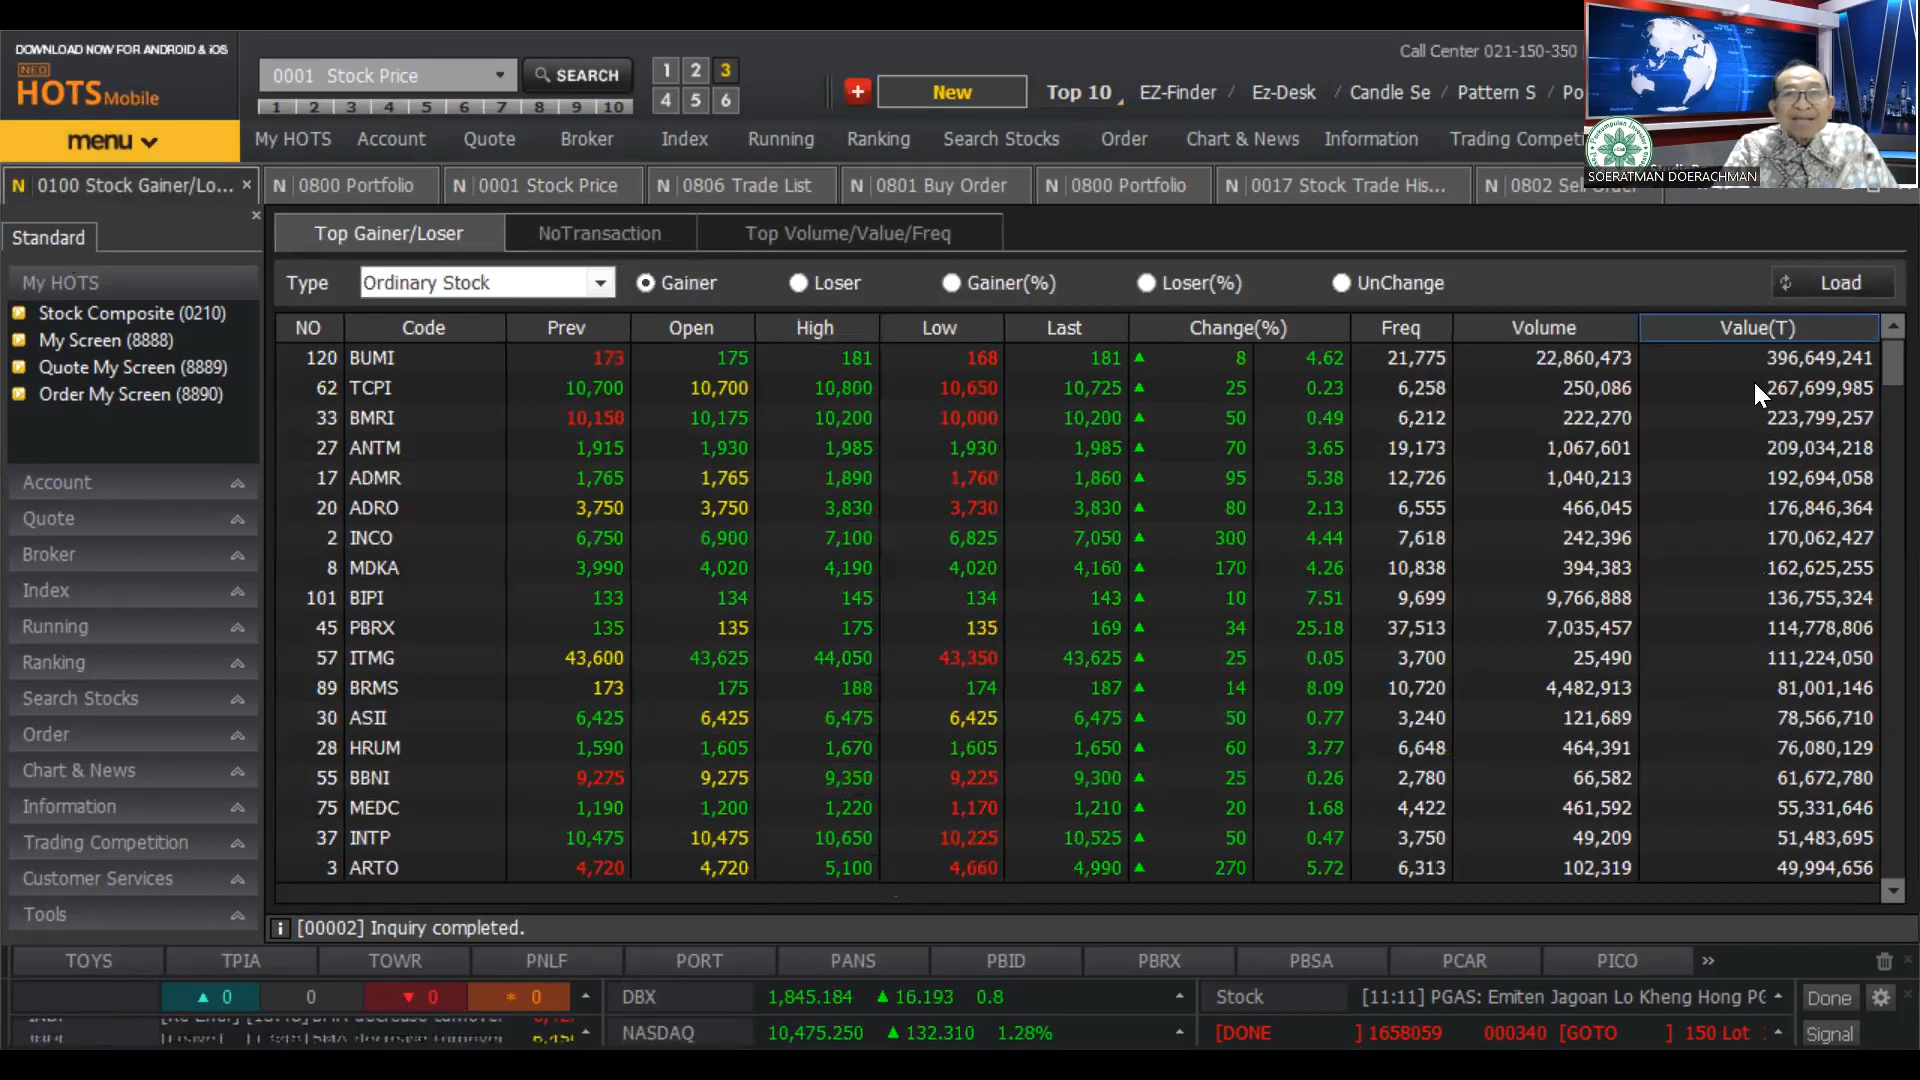 DOWNLOAD NOW FOR ANDROID & iOS
NEO
HOTS Mobile
menu
0001 Stock Price
SEARCH
1 2 3 4 5 6 7 8 9 10
1 2 3
4 5 6
New
Top 10 EZ-Finder / Ez-Desk / Candle Se / Pattern S / Po
Call Center 021-150-350
My HOTS Account Quote Broker Index Running Ranking Search Stocks Order Chart & News Information Trading Competi
SOERATMAN DOERACHMAN
N 0100 Stock Gainer/Lo... × N 0800 Portfolio N 0001 Stock Price N 0806 Trade List N 0801 Buy Order N 0800 Portfolio N 0017 Stock Trade His... N 0802 Sell Order
Standard
My HOTS
Stock Composite (0210)
My Screen (8888)
Quote My Screen (8889)
Order My Screen (8890)
Account
Quote
Broker
Index
Running
Ranking
Search Stocks
Order
Chart & News
Information
Trading Competition
Customer Services
Tools
Top Gainer/Loser NoTransaction Top Volume/Value/Freq
Type Ordinary Stock Gainer Loser Gainer(%) Loser(%) UnChange Load
NO Code Prev Open High Low Last Change(%) Freq Volume Value(T)
120 BUMI 173 175 181 168 181 ▲ 8 4.62 21,775 22,860,473 396,649,241
62 TCPI 10,700 10,700 10,800 10,650 10,725 ▲ 25 0.23 6,258 250,086 267,699,985
33 BMRI 10,150 10,175 10,200 10,000 10,200 ▲ 50 0.49 6,212 222,270 223,799,257
27 ANTM 1,915 1,930 1,985 1,930 1,985 ▲ 70 3.65 19,173 1,067,601 209,034,218
17 ADMR 1,765 1,765 1,890 1,760 1,860 ▲ 95 5.38 12,726 1,040,213 192,694,058
20 ADRO 3,750 3,750 3,830 3,730 3,830 ▲ 80 2.13 6,555 466,045 176,846,364
2 INCO 6,750 6,900 7,100 6,825 7,050 ▲ 300 4.44 7,618 242,396 170,062,427
8 MDKA 3,990 4,020 4,190 4,020 4,160 ▲ 170 4.26 10,838 394,383 162,625,255
101 BIPI 133 134 145 134 143 ▲ 10 7.51 9,699 9,766,888 136,755,324
45 PBRX 135 135 175 135 169 ▲ 34 25.18 37,513 7,035,457 114,778,806
57 ITMG 43,600 43,625 44,050 43,350 43,625 ▲ 25 0.05 3,700 25,490 111,224,050
89 BRMS 173 175 188 174 187 ▲ 14 8.09 10,720 4,482,913 81,001,146
30 ASII 6,425 6,425 6,475 6,425 6,475 ▲ 50 0.77 3,240 121,689 78,566,710
28 HRUM 1,590 1,605 1,670 1,605 1,650 ▲ 60 3.77 6,648 464,391 76,080,129
55 BBNI 9,275 9,275 9,350 9,225 9,300 ▲ 25 0.26 2,780 66,582 61,672,780
75 MEDC 1,190 1,200 1,220 1,170 1,210 ▲ 20 1.68 4,422 461,592 55,331,646
37 INTP 10,475 10,475 10,650 10,225 10,525 ▲ 50 0.47 3,750 49,209 51,483,695
3 ARTO 4,720 4,720 5,100 4,660 4,990 ▲ 270 5.72 6,313 102,319 49,994,656
[00002] Inquiry completed.
TOYS TPIA TOWR PNLF PORT PANS PBID PBRX PBSA PCAR PICO »
▲ 0 0 ▼ 0 * 0 DBX 1,845.184 ▲ 16.193 0.8 Stock [11:11] PGAS: Emiten Jagoan Lo Kheng Hong Done
NASDAQ 10,475.250 ▲ 132.310 1.28% [DONE ] 1658059 000340 [GOTO ] 150 Lot Signal